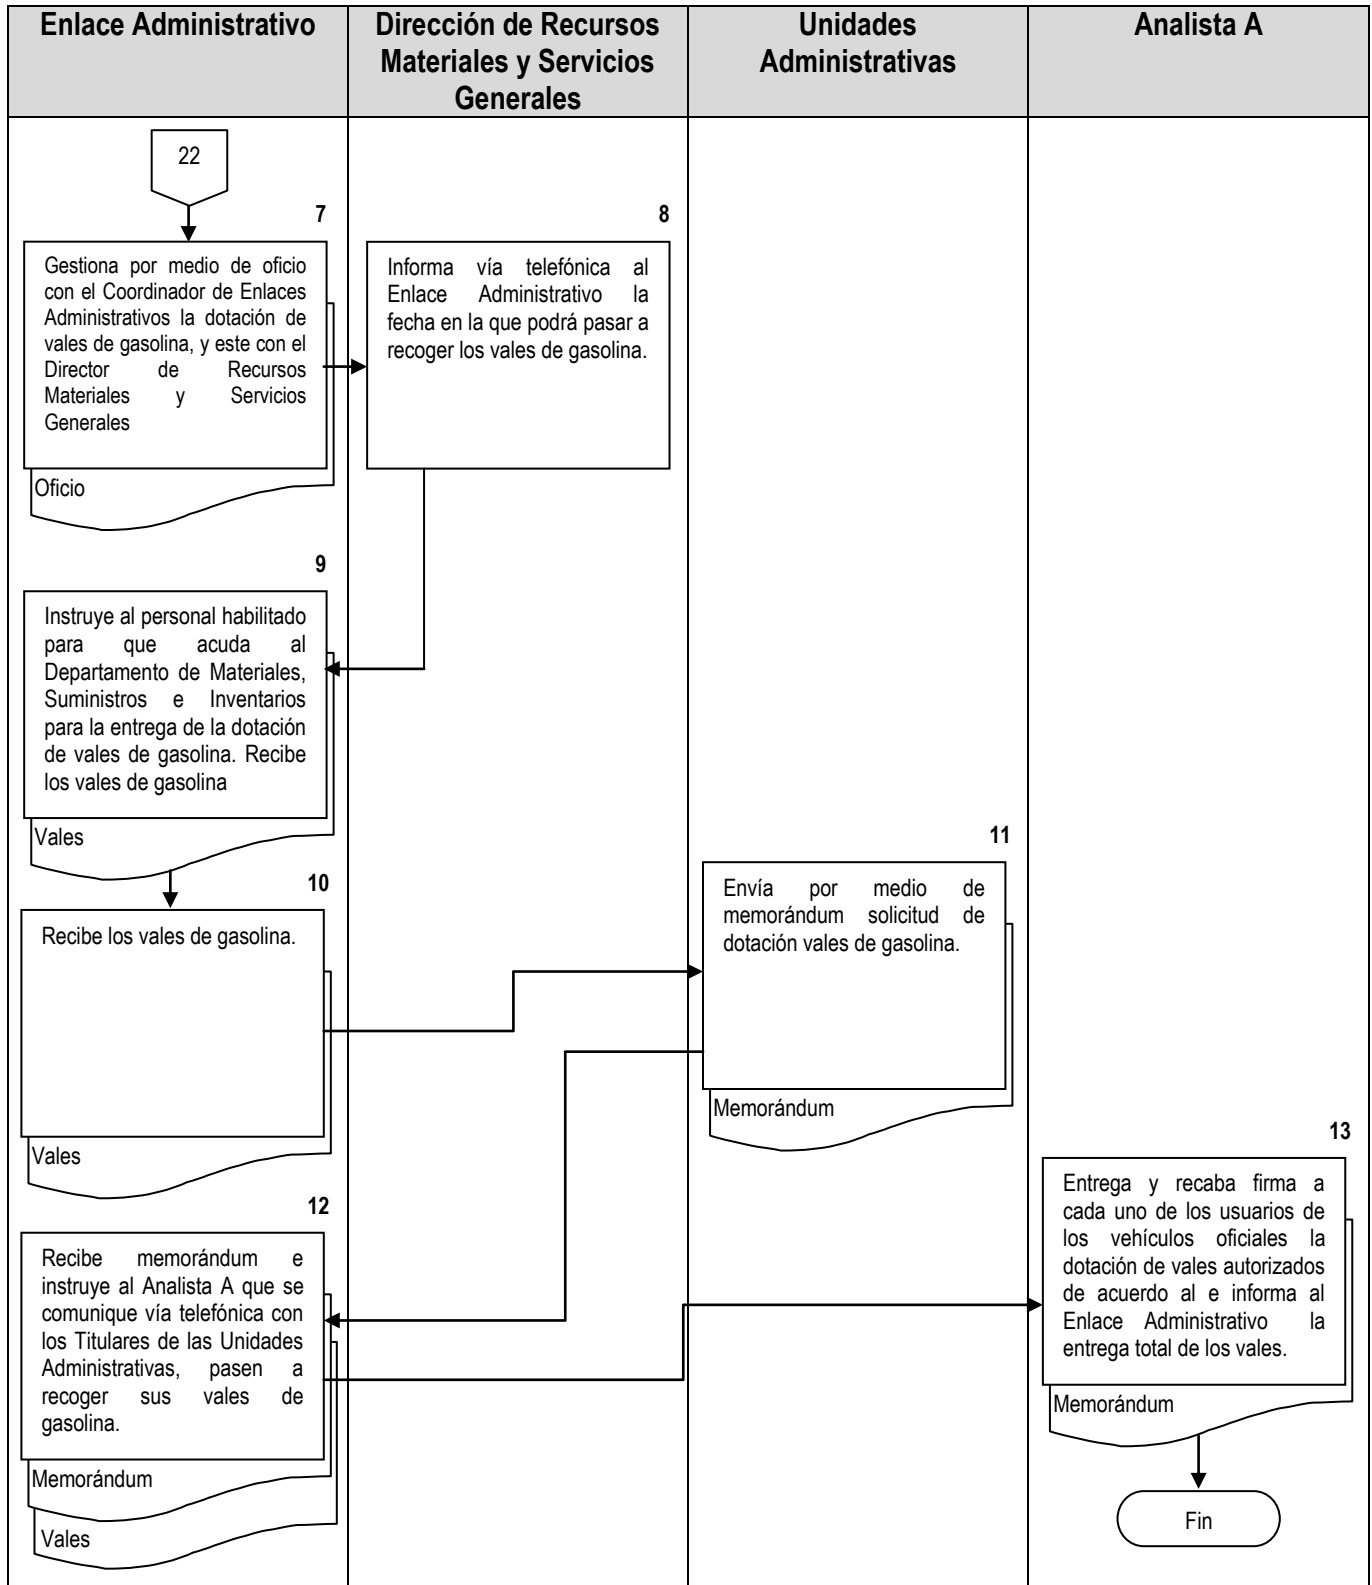 Enlace Administrativo
Dirección de Recursos
Materiales y Servicios
Generales
Unidades
Administrativas
Analista A
22
7
Gestiona por medio de oficio
con el Coordinador de Enlaces
Administrativos la dotación de
vales de gasolina, y este con el
Director de Recursos
Materiales y Servicios
Generales
Oficio
8
Informa vía telefónica al
Enlace Administrativo la
fecha en la que podrá pasar a
recoger los vales de gasolina.
9
Instruye al personal habilitado
para que acuda al
Departamento de Materiales,
Suministros e Inventarios
para la entrega de la dotación
de vales de gasolina. Recibe
los vales de gasolina
Vales
10
Recibe los vales de gasolina.
Vales
11
Envía por medio de
memorándum solicitud de
dotación vales de gasolina.
Memorándum
12
Recibe memorándum e
instruye al Analista A que se
comunique vía telefónica con
los Titulares de las Unidades
Administrativas, pasen a
recoger sus vales de
gasolina.
Memorándum
Vales
13
Entrega y recaba firma a
cada uno de los usuarios de
los vehículos oficiales la
dotación de vales autorizados
de acuerdo al e informa al
Enlace Administrativo la
entrega total de los vales.
Memorándum
Fin